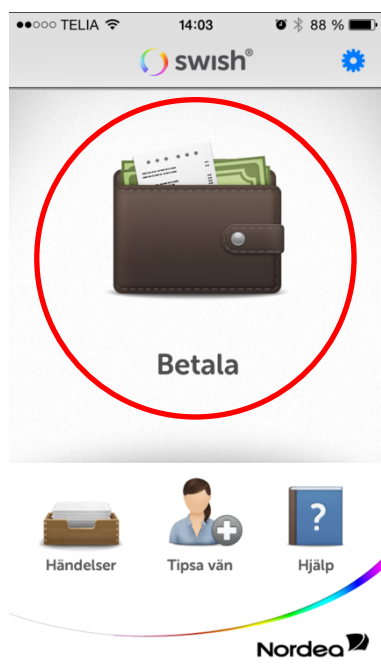 TELIA 14:03 88 %
swish®
Betala
?
Händelser Tipsa vän Hjälp
Nordea